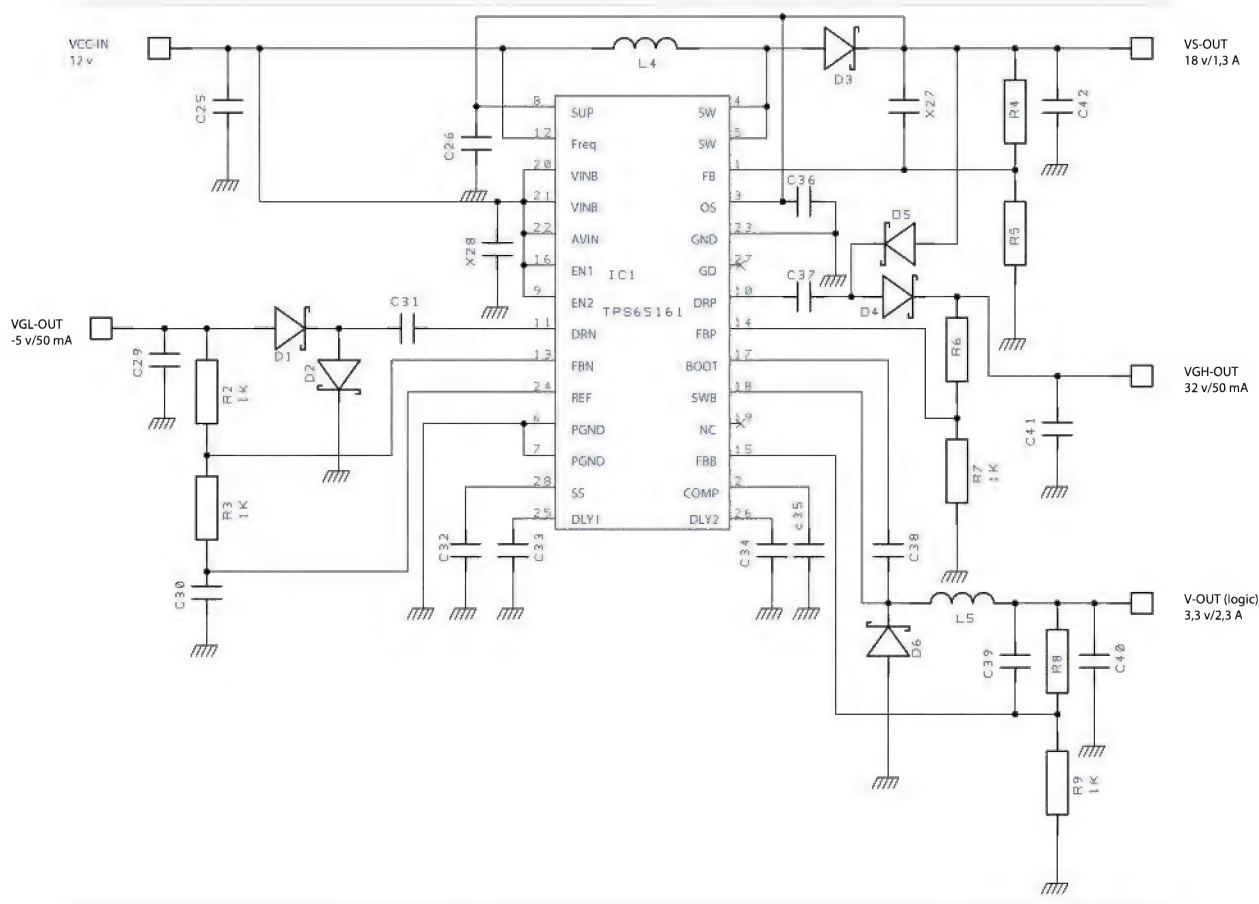 VCC-IN
12 v
VS-OUT
18 v/1,3 A
L4
D3
C25
C26
X27
R4
C42
8
SUP
SW
4
12
Freq
SW
5
20
VINB
FB
1
21
VINB
OS
3
C36
22
AVIN
GND
23
X28
R5
D5
16
EN1
IC1
GD
27
C37
9
EN2
TPS65161
DRP
10
D4
VGL-OUT
-5 v/50 mA
C31
11
DRN
FBP
14
D1
D2
C29
R2
1K
R6
13
FBN
BOOT
17
VGH-OUT
32 v/50 mA
24
REF
SWB
18
6
PGND
NC
19
C41
7
PGND
FBB
15
R3
1K
R7
1K
28
SS
COMP
2
25
DLY1
DLY2
26
C32
C33
C34
c35
C38
C30
V-OUT (logic)
3,3 v/2,3 A
L5
D6
C39
R8
C40
R9
1K